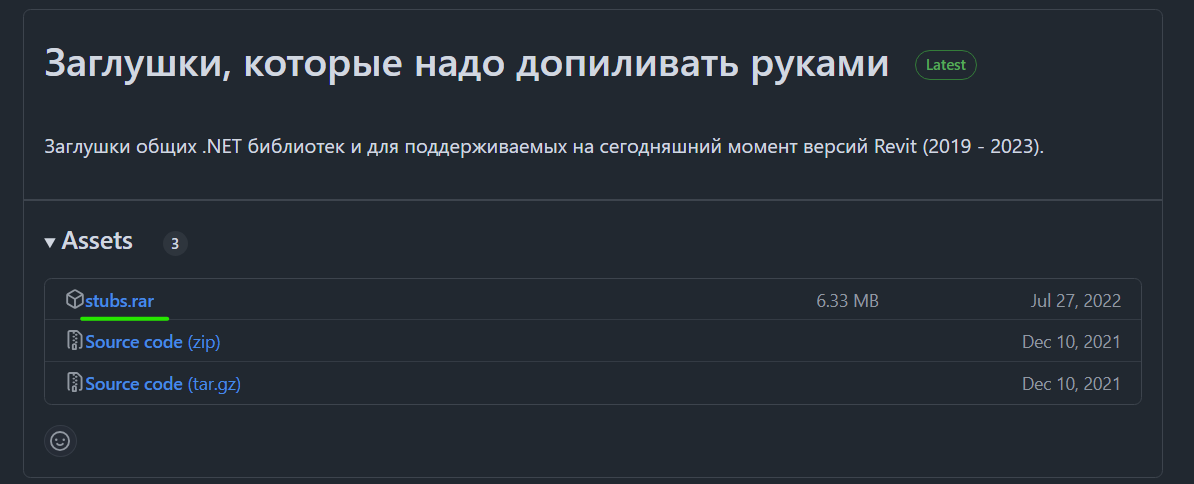 Заглушки, которые надо допиливать руками Latest
Заглушки общих .NET библиотек и для поддерживаемых на сегодняшний момент версий Revit (2019 - 2023).
Assets 3
stubs.rar 6.33 MB Jul 27, 2022
Source code (zip) Dec 10, 2021
Source code (tar.gz) Dec 10, 2021